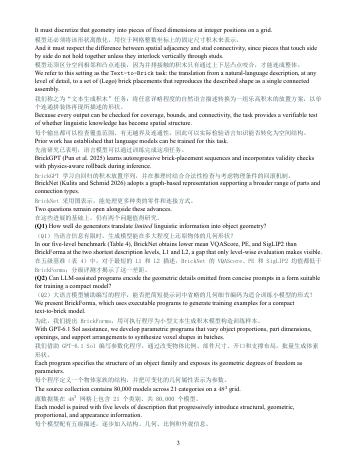 It must discretize that geometry into pieces of fixed dimensions at integer positions on a grid.
模型还必须将该形状离散化，用位于网格整数坐标上的固定尺寸积木来表示。
And it must respect the difference between spatial adjacency and stud connectivity, since pieces that touch side
by side do not hold together unless they interlock vertically through studs.
模型还须区分空间相邻和凸点连接，因为并排接触的积木只有通过上下层凸点咬合，才能连成整体。
We refer to this setting as the Text-to-Brick task: the translation from a natural-language description, at any
level of detail, to a set of (Lego) brick placements that reproduces the described shape as a single connected
assembly.
我们称之为“文本生成积木”任务：将任意详细程度的自然语言描述转换为一组乐高积木的放置方案，以单
个连通拼装体再现所描述的形状。
Because every output can be checked for coverage, bounds, and connectivity, the task provides a verifiable test
of whether linguistic knowledge has become spatial structure.
每个输出都可以检查覆盖范围、有无越界及连通性，因此可以实际检验语言知识能否转化为空间结构。
Prior work has established that language models can be trained for this task.
先前研究已表明，语言模型可以通过训练完成这项任务。
BrickGPT (Pun et al. 2025) learns autoregressive brick-placement sequences and incorporates validity checks
with physics-aware rollback during inference.
BrickGPT 学习自回归的积木放置序列，并在推理时结合合法性检查与考虑物理条件的回滚机制。
BrickNet (Kulits and Schmid 2026) adopts a graph-based representation supporting a broader range of parts and
connection types.
BrickNet 采用图表示，能处理更多种类的零件和连接方式。
Two questions remain open alongside these advances.
在这些进展的基础上，仍有两个问题值得研究。
(Q1) How well do generators translate limited linguistic information into object geometry?
（Q1）当语言信息有限时，生成模型能在多大程度上还原物体的几何形状？
In our five-level benchmark (Table 4), BrickNet obtains lower mean VQAScore, PE, and SigLIP2 than
BrickForma at the two shortest description levels, L1 and L2, a gap that only level-wise evaluation makes visible.
在五级基准（表 4）中，对于最短的 L1 和 L2 描述，BrickNet 的 VQAScore、PE 和 SigLIP2 均值都低于
BrickForma；分级评测才揭示了这一差距。
(Q2) Can LLM-assisted programs encode the geometric details omitted from concise prompts in a form suitable
for training a compact model?
（Q2）大语言模型辅助编写的程序，能否把简短提示词中省略的几何细节编码为适合训练小模型的形式？
We present BrickForma, which uses executable programs to generate training examples for a compact
text-to-brick model.
为此，我们提出 BrickForma，用可执行程序为小型文本生成积木模型构造训练样本。
With GPT-6.1 Sol assistance, we develop parametric programs that vary object proportions, part dimensions,
openings, and support arrangements to synthesize voxel shapes in batches.
我们借助 GPT-6.1 Sol 编写参数化程序，通过改变物体比例、部件尺寸、开口和支撑布局，批量生成体素
形状。
Each program specifies the structure of an object family and exposes its geometric degrees of freedom as
parameters.
每个程序定义一个物体家族的结构，并把可变化的几何属性表示为参数。
The source collection contains 80,000 models across 21 categories on a 48³ grid.
源数据集在 48³ 网格上包含 21 个类别、共 80,000 个模型。
Each model is paired with five levels of description that progressively introduce structural, geometric,
proportional, and appearance information.
每个模型配有五级描述，逐步加入结构、几何、比例和外观信息。
3